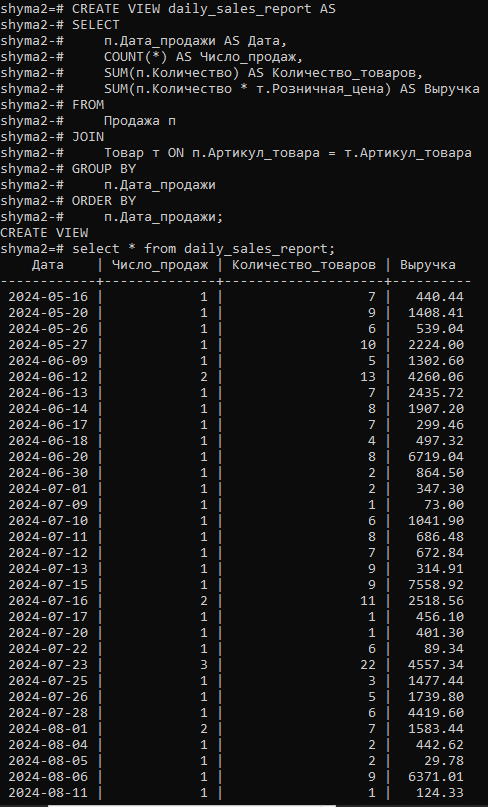 shyma2=# CREATE VIEW daily_sales_report AS
shyma2-# SELECT
shyma2-#     п.Дата_продажи AS Дата,
shyma2-#     COUNT(*) AS Число_продаж,
shyma2-#     SUM(п.Количество) AS Количество_товаров,
shyma2-#     SUM(п.Количество * т.Розничная_цена) AS Выручка
shyma2-# FROM
shyma2-#     Продажа п
shyma2-# JOIN
shyma2-#     Товар т ON п.Артикул_товара = т.Артикул_товара
shyma2-# GROUP BY
shyma2-#     п.Дата_продажи
shyma2-# ORDER BY
shyma2-#     п.Дата_продажи;
CREATE VIEW
shyma2=# select * from daily_sales_report;
    Дата    | Число_продаж | Количество_товаров | Выручка
------------+--------------+--------------------+---------
 2024-05-16 |            1 |                  7 |  440.44
 2024-05-20 |            1 |                  9 | 1408.41
 2024-05-26 |            1 |                  6 |  539.04
 2024-05-27 |            1 |                 10 | 2224.00
 2024-06-09 |            1 |                  5 | 1302.60
 2024-06-12 |            2 |                 13 | 4260.06
 2024-06-13 |            1 |                  7 | 2435.72
 2024-06-14 |            1 |                  8 | 1907.20
 2024-06-17 |            1 |                  7 |  299.46
 2024-06-18 |            1 |                  4 |  497.32
 2024-06-20 |            1 |                  8 | 6719.04
 2024-06-30 |            1 |                  2 |  864.50
 2024-07-01 |            1 |                  2 |  347.30
 2024-07-09 |            1 |                  1 |   73.00
 2024-07-10 |            1 |                  6 | 1041.90
 2024-07-11 |            1 |                  8 |  686.48
 2024-07-12 |            1 |                  7 |  672.84
 2024-07-13 |            1 |                  9 |  314.91
 2024-07-15 |            1 |                  9 | 7558.92
 2024-07-16 |            2 |                 11 | 2518.56
 2024-07-17 |            1 |                  1 |  456.10
 2024-07-20 |            1 |                  1 |  401.30
 2024-07-22 |            1 |                  6 |   89.34
 2024-07-23 |            3 |                 22 | 4557.34
 2024-07-25 |            1 |                  3 | 1477.44
 2024-07-26 |            1 |                  5 | 1739.80
 2024-07-28 |            1 |                  6 | 4419.60
 2024-08-01 |            2 |                  7 | 1583.44
 2024-08-04 |            1 |                  2 |  442.62
 2024-08-05 |            1 |                  2 |   29.78
 2024-08-06 |            1 |                  9 | 6371.01
 2024-08-11 |            1 |                  1 |  124.33